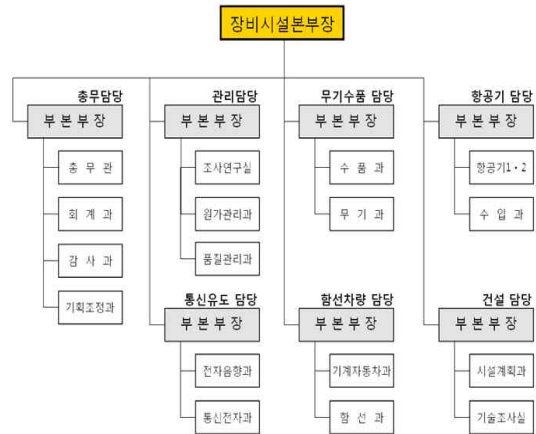 장비시설본부장
총무담당
부 본 부 장
총 무 관
회 계 과
감 사 과
기획조정과
관리담당
부 본 부 장
조사연구실
원가관리과
품질관리과
무기수품 담당
부 본 부 장
수 품 과
무 기 과
항공기 담당
부 본 부 장
항공기1·2
수 입 과
통신유도 담당
부 본 부 장
전자음향과
통신전자과
함선차량 담당
부 본 부 장
기계자동차과
함 선 과
건설 담당
부 본 부 장
시설계획과
기술조사실